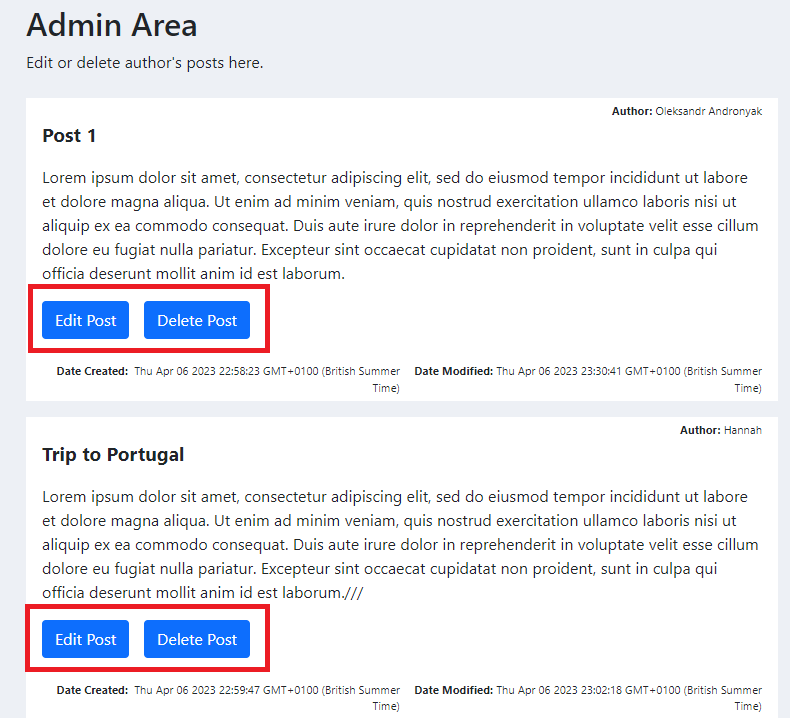 Admin Area
Edit or delete author's posts here.
Author: Oleksandr Andronyak
Post 1
Lorem ipsum dolor sit amet, consectetur adipiscing elit, sed do eiusmod tempor incididunt ut labore
et dolore magna aliqua. Ut enim ad minim veniam, quis nostrud exercitation ullamco laboris nisi ut
aliquip ex ea commodo consequat. Duis aute irure dolor in reprehenderit in voluptate velit esse cillum
dolore eu fugiat nulla pariatur. Excepteur sint occaecat cupidatat non proident, sunt in culpa qui
officia deserunt mollit anim id est laborum.
Edit Post Delete Post
Date Created: Thu Apr 06 2023 22:58:23 GMT+0100 (British Summer
Time)
Date Modified: Thu Apr 06 2023 23:30:41 GMT+0100 (British Summer
Time)
Author: Hannah
Trip to Portugal
Lorem ipsum dolor sit amet, consectetur adipiscing elit, sed do eiusmod tempor incididunt ut labore
et dolore magna aliqua. Ut enim ad minim veniam, quis nostrud exercitation ullamco laboris nisi ut
aliquip ex ea commodo consequat. Duis aute irure dolor in reprehenderit in voluptate velit esse cillum
dolore eu fugiat nulla pariatur. Excepteur sint occaecat cupidatat non proident, sunt in culpa qui
officia deserunt mollit anim id est laborum.///
Edit Post Delete Post
Date Created: Thu Apr 06 2023 22:59:47 GMT+0100 (British Summer
Time)
Date Modified: Thu Apr 06 2023 23:02:18 GMT+0100 (British Summer
Time)